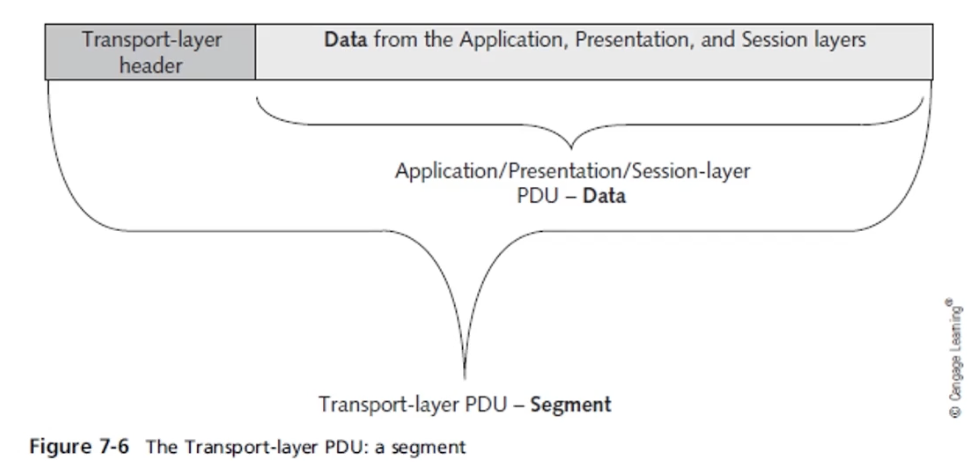 Transport-layer
header
Data from the Application, Presentation, and Session layers
Application/Presentation/Session-layer
PDU – Data
Transport-layer PDU – Segment
© Cengage Learning®
Figure 7-6 The Transport-layer PDU: a segment